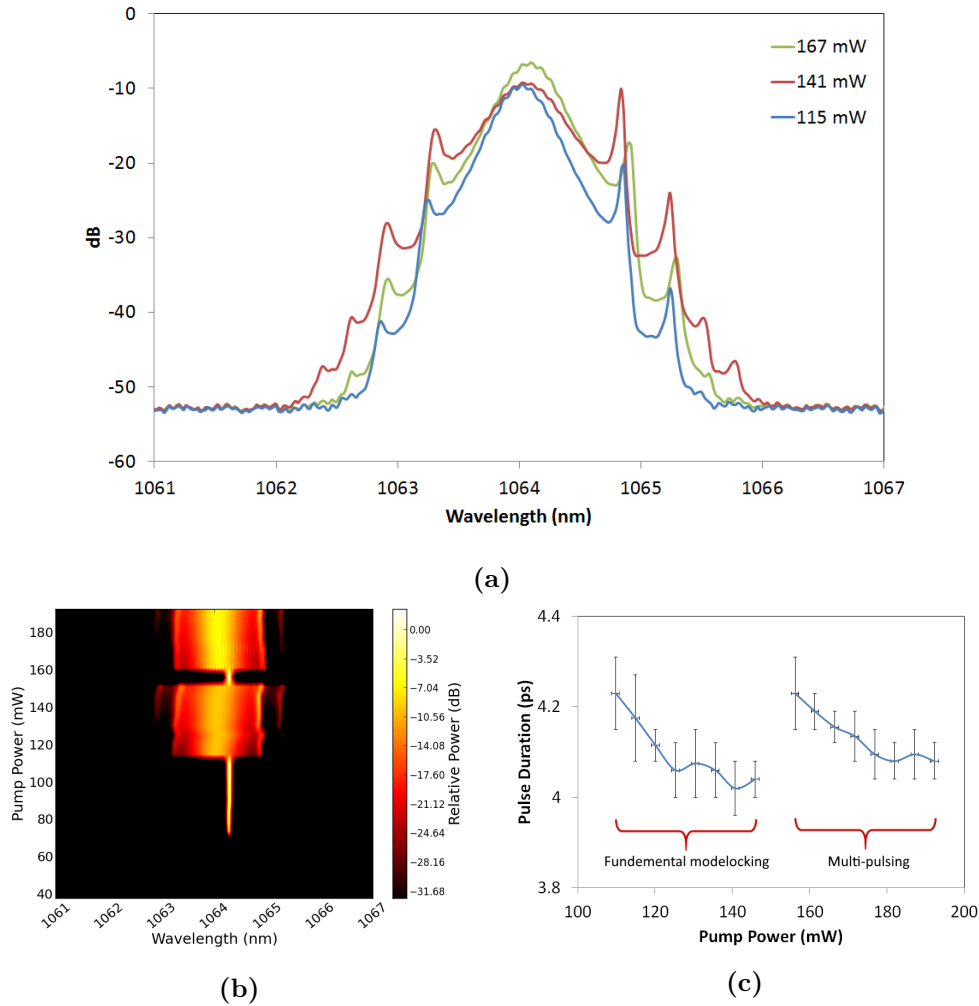 0
-10
-20
-30
-40
-50
-60
dB
167 mW
141 mW
115 mW
1061 1062 1063 1064 1065 1066 1067
Wavelength (nm)
(a)
180
160
140
120
100
80
60
40
Pump Power (mW)
1061 1062 1063 1064 1065 1066 1067
Wavelength (nm)
0.00
−3.52
−7.04
−10.56
−14.08
−17.60
−21.12
−24.64
−28.16
−31.68
Relative Power (dB)
(b)
4.4
4.2
4
3.8
Pulse Duration (ps)
Fundemental modelocking
Multi-pulsing
100 120 140 160 180 200
Pump Power (mW)
(c)